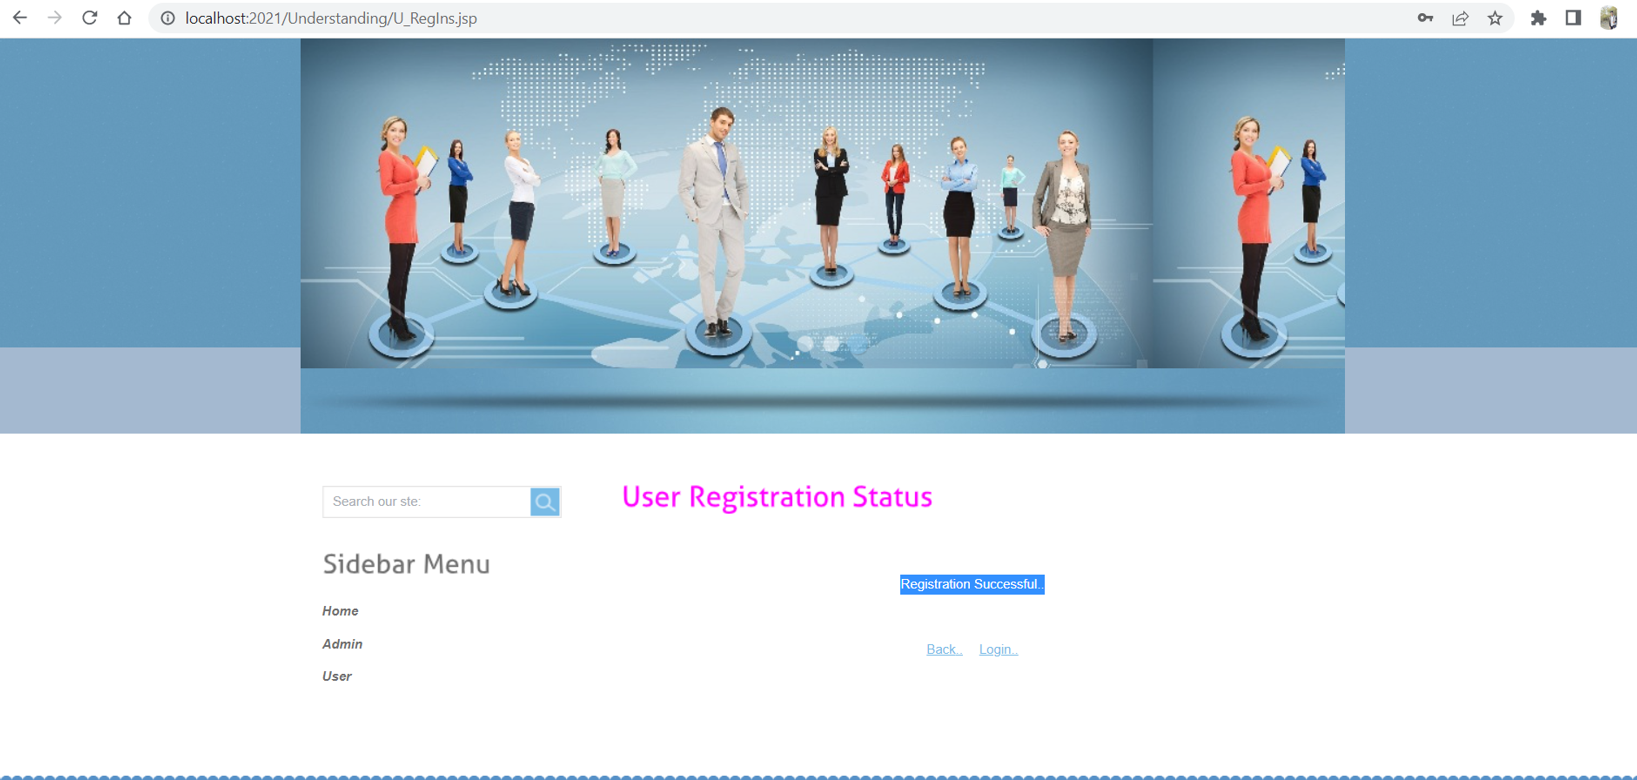 localhost:2021/Understanding/U_RegIns.jsp
Search our ste:
User Registration Status
Sidebar Menu
Registration Successful..
Home
Admin
Back.. Login..
User